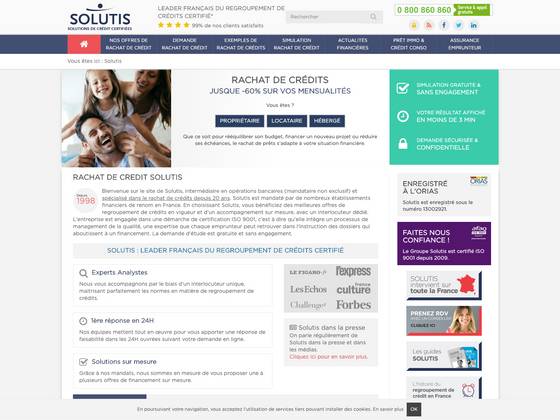 SOLUTIS
SOLUTIONS DE CRÉDIT CERTIFIÉES
LEADER FRANÇAIS DU REGROUPEMENT DE
CRÉDITS CERTIFIÉ*
99% de nos clients satisfaits
Recherche
0 800 860 860
Service & appel
gratuits
NOS OFFRES DE
RACHAT DE CRÉDIT
DEMANDE
RACHAT DE CRÉDIT
EXEMPLES DE
RACHATS DE CRÉDIT
SIMULATION
RACHAT DE CRÉDIT
ACTUALITÉS
FINANCIÈRES
PRÊT IMMO &
CRÉDIT CONSO
ASSURANCE
EMPRUNTEUR
Vous êtes ici : Solutis
RACHAT DE CRÉDITS
JUSQUE -60% SUR VOS MENSUALITÉS
Vous êtes ?
PROPRIÉTAIRE
LOCATAIRE
HÉBERGÉ
Que ce soit pour rééquilibrer son budget, financer un nouveau projet ou réduire
ses échéances, le rachat de prêts s'adapte à votre situation financière.
SIMULATION GRATUITE &
SANS ENGAGEMENT
VOTRE RÉSULTAT AFFICHÉ
EN MOINS DE 3 MIN
DEMANDE SÉCURISÉE &
CONFIDENTIELLE
RACHAT DE CREDIT SOLUTIS
Depuis
1998
Bienvenue sur le site de Solutis, intermédiaire en opérations bancaires (mandataire non exclusif) et
spécialisé dans le rachat de crédits depuis 20 ans. Solutis est mandaté par de nombreux établissements
financiers de renom en France. En choisissant Solutis, vous bénéficiez des meilleures offres de
regroupement de crédits en vigueur et d'un accompagnement sur mesure, avec un interlocuteur dédié.
L'entreprise est engagée dans une démarche de certification ISO 9001, c'est à dire qu'elle intègre un processus
de management de la qualité, une expertise que chaque emprunteur peut retrouver dans l'instruction des dossiers qui
aboutissent à un financement. La demande d'étude est gratuite et sans engagement.
SOLUTIS : LEADER FRANÇAIS DU REGROUPEMENT DE CRÉDITS CERTIFIÉ
Experts Analystes
Nous vous accompagnons par le biais d'un interlocuteur unique,
maitrisant parfaitement les normes en matière de regroupement de
crédits.
1ère réponse en 24H
Nos équipes mettent tout en œuvre pour vous apporter une réponse de
faisabilité dans les 24H ouvrées suivant votre demande en ligne.
Solutions sur mesure
Grâce à nos mandats, nous sommes en mesure de vous proposer une à
plusieurs offres de financement sur mesure.
LE FIGARO.fr
l'express
Les Echos
france
culture
Challenge's
Forbes
Solutis dans la presse
On parle régulièrement de
Solutis dans la presse et dans
les médias.
Cliquez ici pour en savoir plus.
ENREGISTRÉ
À L'ORIAS
ORIAS
Solutis est enregistré sous le
numéro 13002921.
FAITES NOUS
CONFIANCE !
afaq
Le Groupe Solutis est certifié ISO
9001 depuis 2009.
SOLUTIS
intervient sur
toute la France
PRENEZ RDV
AVEC UN CONSEILLER
CLIQUEZ ICI
Les guides
SOLUTIS
L'histoire du
regroupement de
crédit en France
En poursuivant votre navigation, vous acceptez l'utilisation de services tiers pouvant installer des cookies. En savoir plus
OK